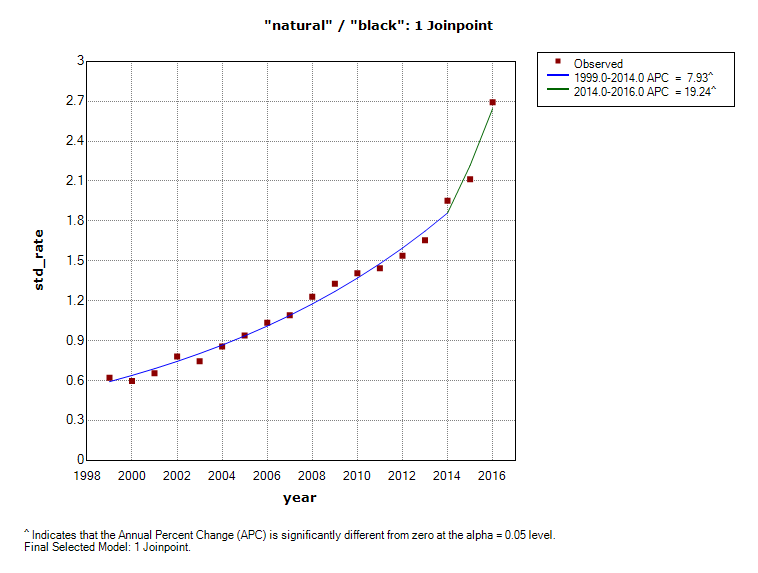 "natural" / "black": 1 Joinpoint
3
2.7
2.4
2.1
1.8
1.5
1.2
0.9
0.6
0.3
0
std_rate
1998 2000 2002 2004 2006 2008 2010 2012 2014 2016
year
Observed
1999.0-2014.0 APC = 7.93^
2014.0-2016.0 APC = 19.24^
^ Indicates that the Annual Percent Change (APC) is significantly different from zero at the alpha = 0.05 level.
Final Selected Model: 1 Joinpoint.